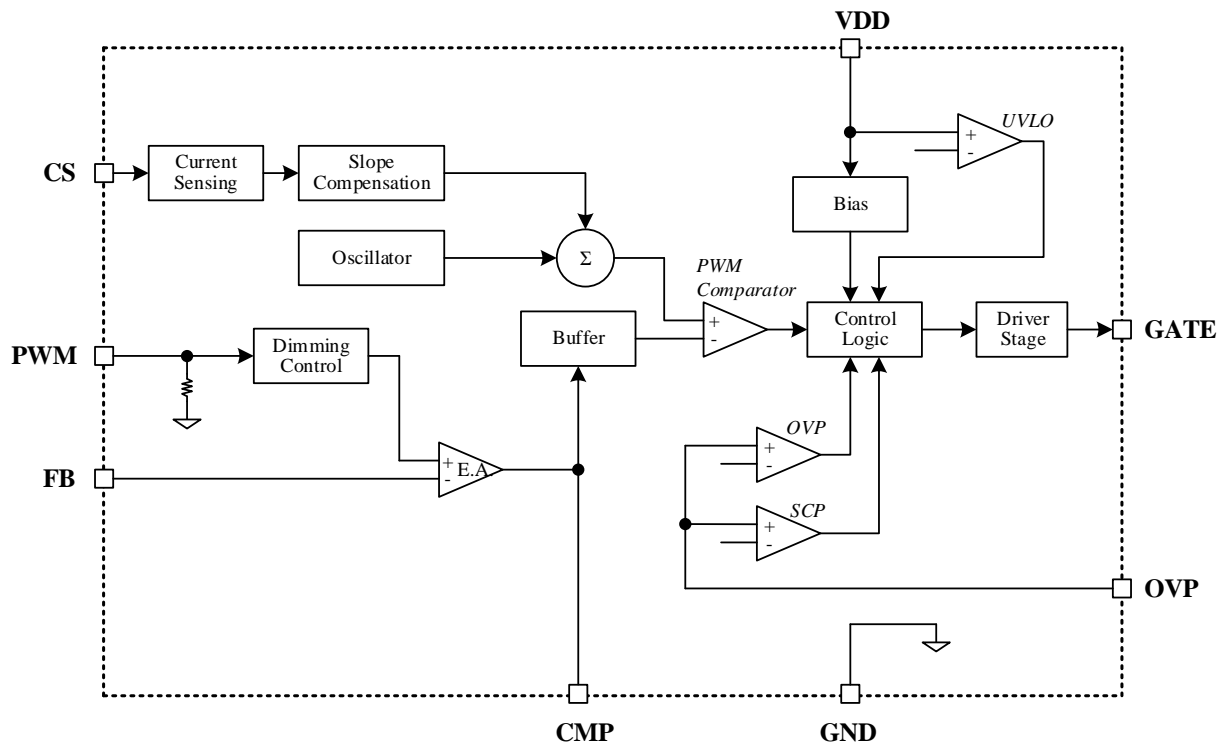 VDD
UVLO
+
-
CS
Current
Sensing
Slope
Compensation
Bias
Oscillator
Σ
PWM
Comparator
+
-
Control
Logic
Driver
Stage
GATE
Buffer
PWM
Dimming
Control
OVP
+
-
FB
+
-
E.A.
SCP
+
-
OVP
CMP
GND